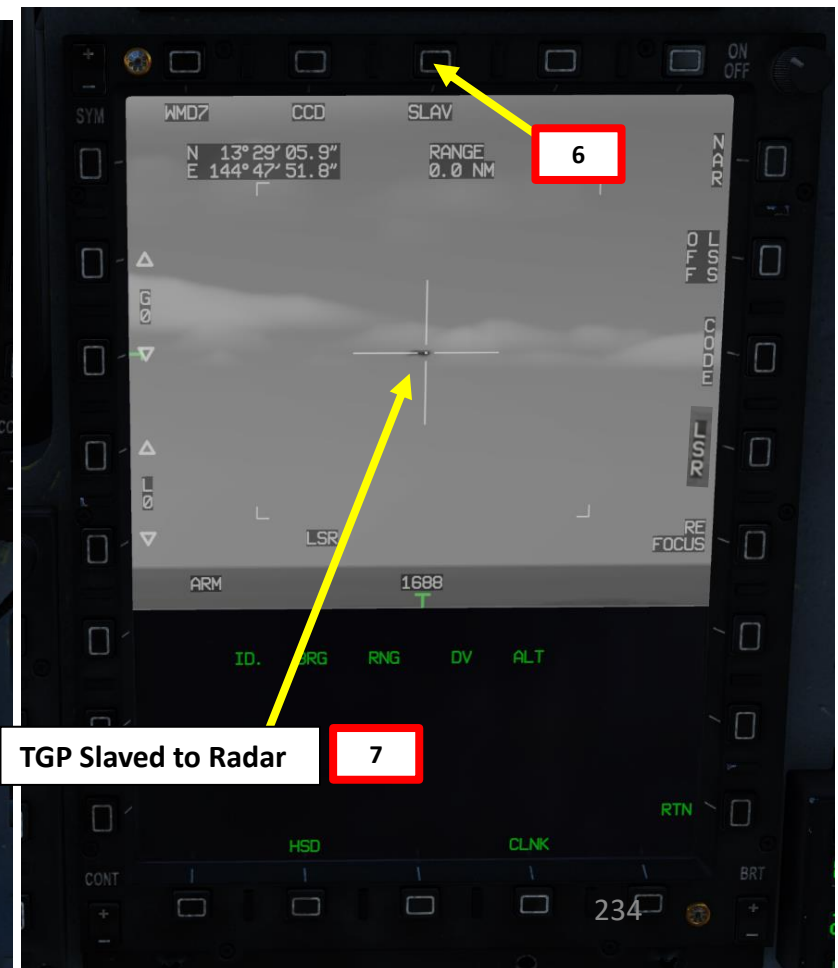 ON
OFF
SYM
WMD7 CCD SLAV
N 13°29′05.9″
E 144°47′51.8″
RANGE
0.0 NM
6
NAR
LSS
OFF
G
0
CODE
LSR
L
0
LSR
RE
FOCUS
ARM
1688
T
ID. BRG RNG DV ALT
TGP Slaved to Radar
7
RTN
HSD CLNK
CONT
BRT
234